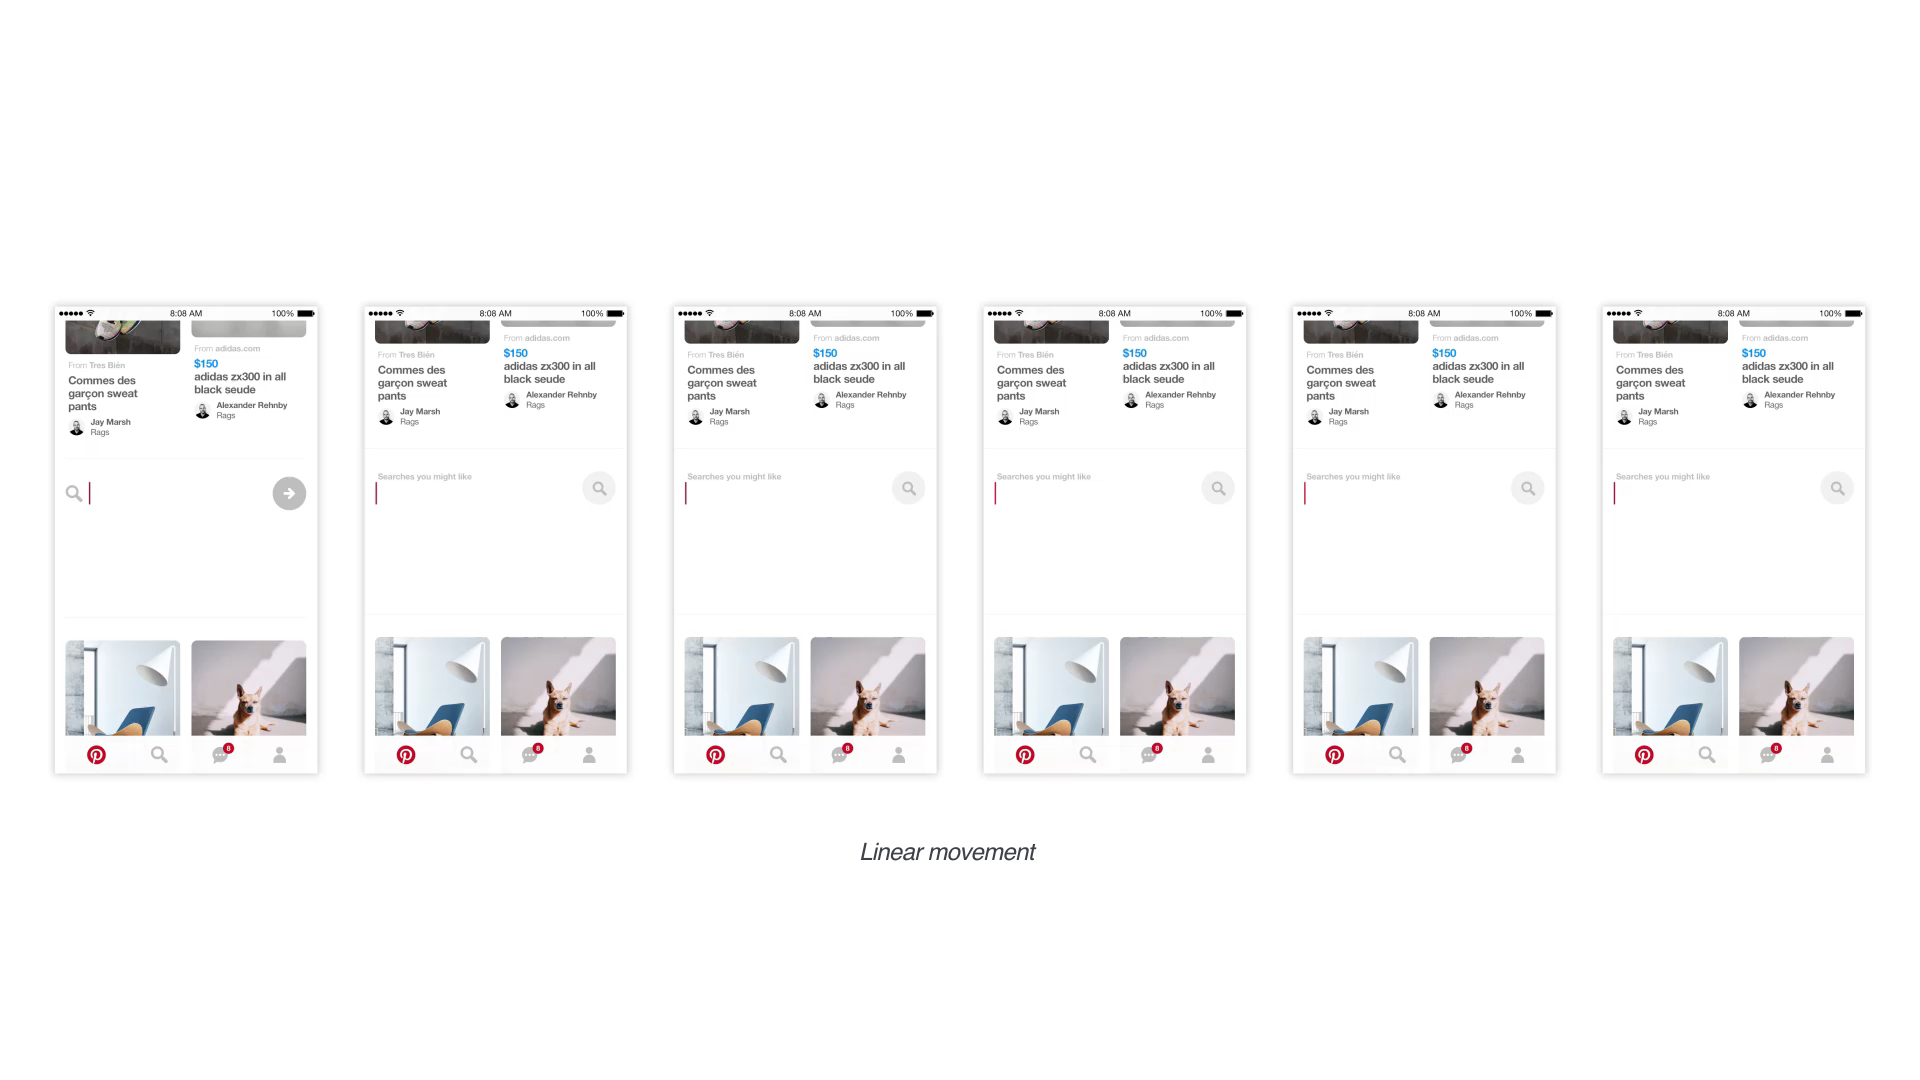 8:08 AM 100%
From Tres Bién
Commes des
garçon sweat
pants
Jay Marsh
Rags
From adidas.com
$150
adidas zx300 in all
black seude
Alexander Rehnby
Rags
8
8:08 AM 100%
From Tres Bién
Commes des
garçon sweat
pants
Jay Marsh
Rags
From adidas.com
$150
adidas zx300 in all
black seude
Alexander Rehnby
Rags
Searches you might like
8
8:08 AM 100%
From Tres Bién
Commes des
garçon sweat
pants
Jay Marsh
Rags
From adidas.com
$150
adidas zx300 in all
black seude
Alexander Rehnby
Rags
Searches you might like
8
8:08 AM 100%
From Tres Bién
Commes des
garçon sweat
pants
Jay Marsh
Rags
From adidas.com
$150
adidas zx300 in all
black seude
Alexander Rehnby
Rags
Searches you might like
8
8:08 AM 100%
From Tres Bién
Commes des
garçon sweat
pants
Jay Marsh
Rags
From adidas.com
$150
adidas zx300 in all
black seude
Alexander Rehnby
Rags
Searches you might like
8
8:08 AM 100%
From Tres Bién
Commes des
garçon sweat
pants
Jay Marsh
Rags
From adidas.com
$150
adidas zx300 in all
black seude
Alexander Rehnby
Rags
Searches you might like
8
Linear movement